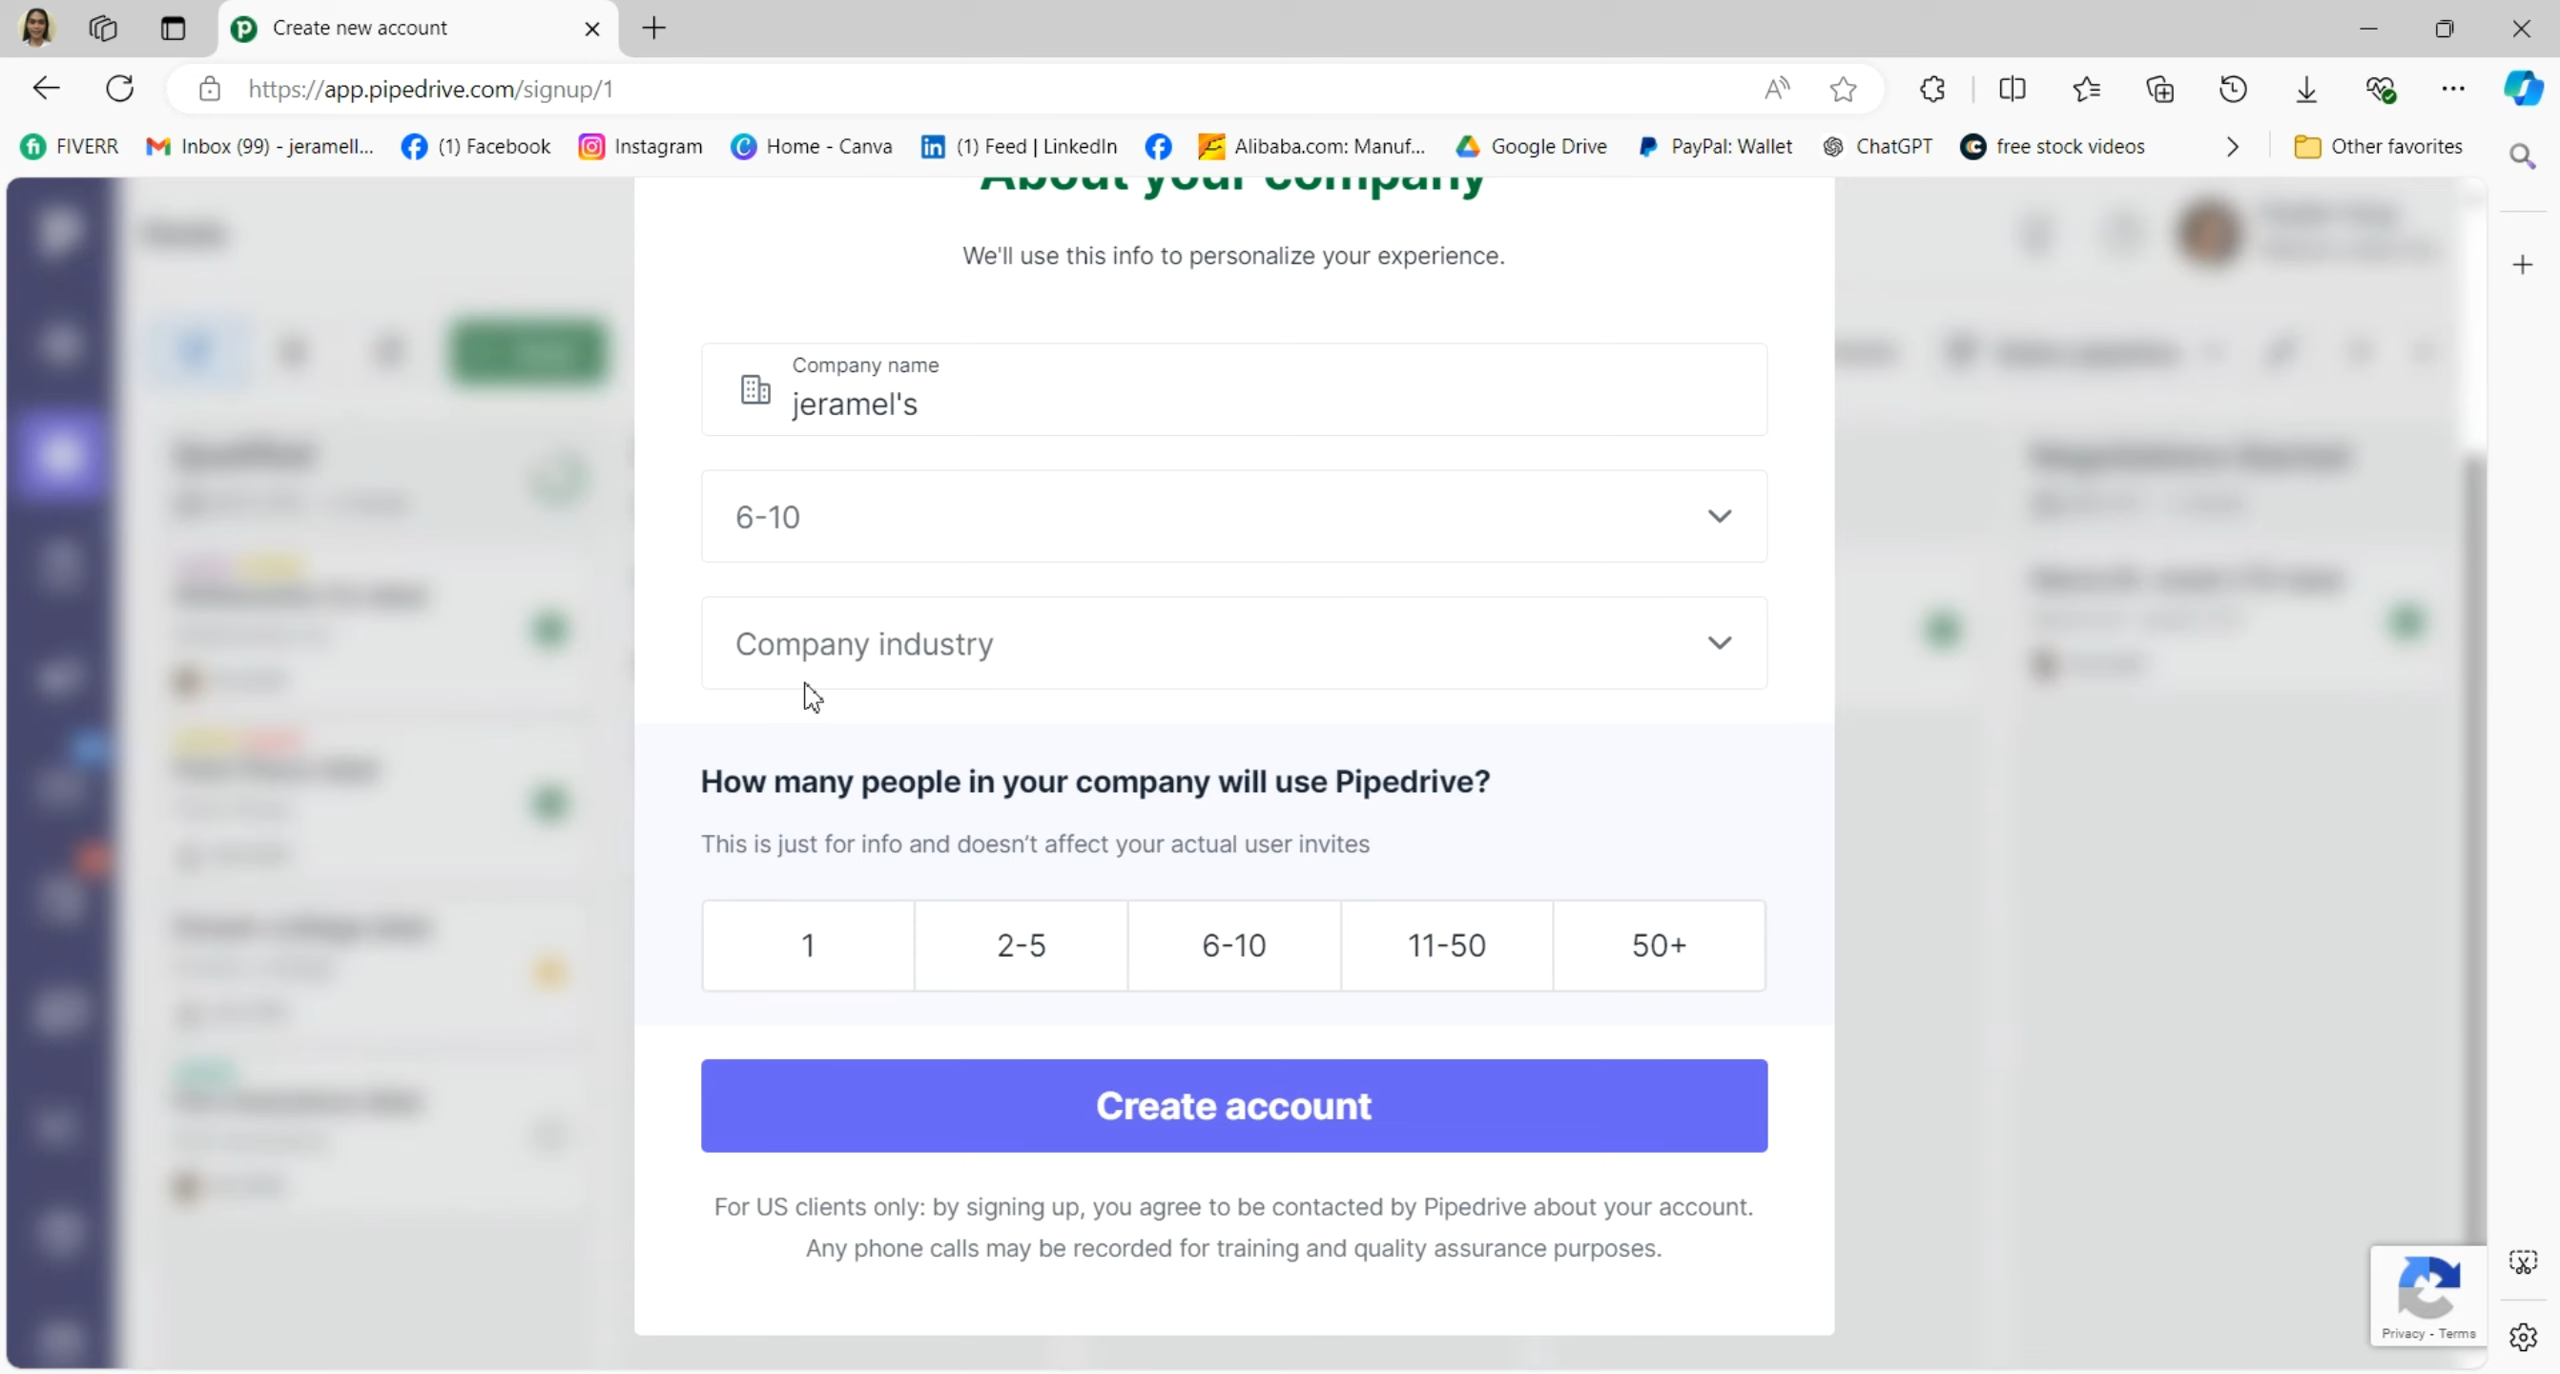 Create new account
https://app.pipedrive.com/signup/1
FIVERR
Inbox (99) - jeramell...
(1) Facebook
Instagram
Home - Canva
(1) Feed | LinkedIn
Alibaba.com: Manuf...
Google Drive
PayPal: Wallet
ChatGPT
free stock videos
Other favorites
About your company
We'll use this info to personalize your experience.
Company name
jeramel's
6-10
Company industry
How many people in your company will use Pipedrive?
This is just for info and doesn't affect your actual user invites
1
2-5
6-10
11-50
50+
Create account
For US clients only: by signing up, you agree to be contacted by Pipedrive about your account.
Any phone calls may be recorded for training and quality assurance purposes.
Privacy - Terms